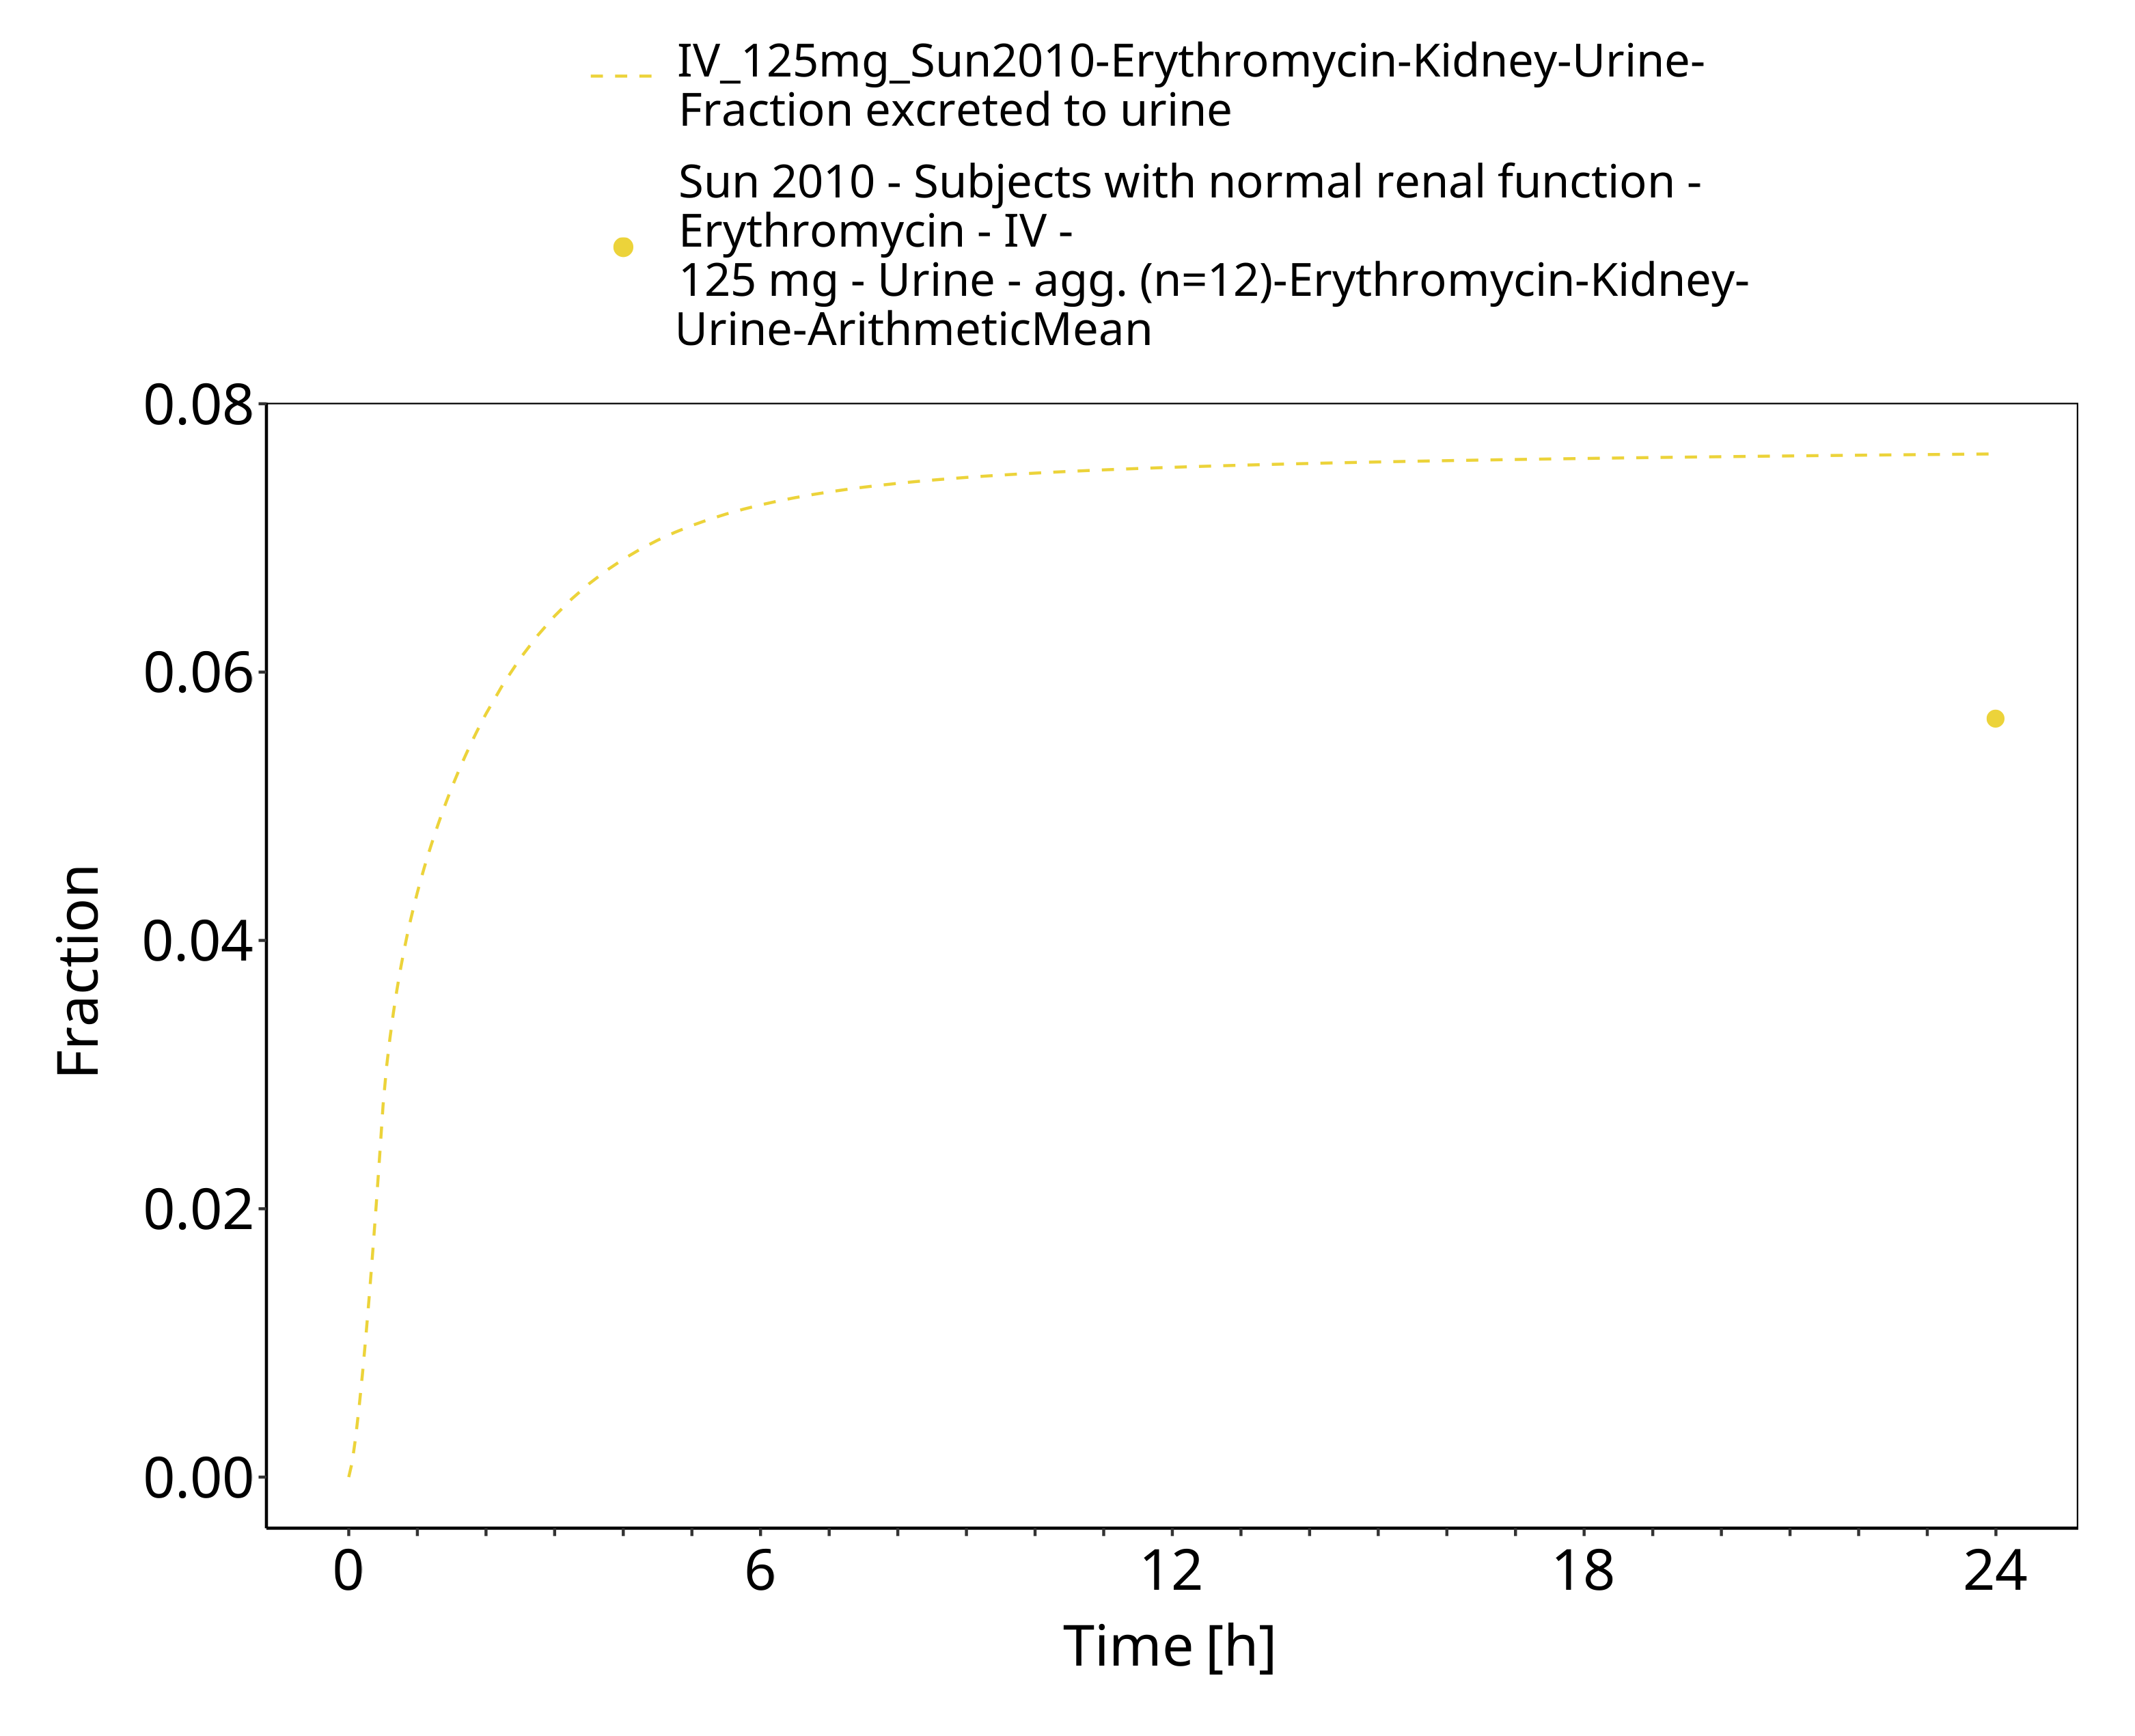 IV_125mg_Sun2010-Erythromycin-Kidney-Urine-
Fraction excreted to urine
Sun 2010 - Subjects with normal renal function -
Erythromycin - IV -
125 mg - Urine - agg. (n=12)-Erythromycin-Kidney-
Urine-ArithmeticMean
0.08
0.06
0.04
0.02
0.00
Fraction
0 6 12 18 24
Time [h]